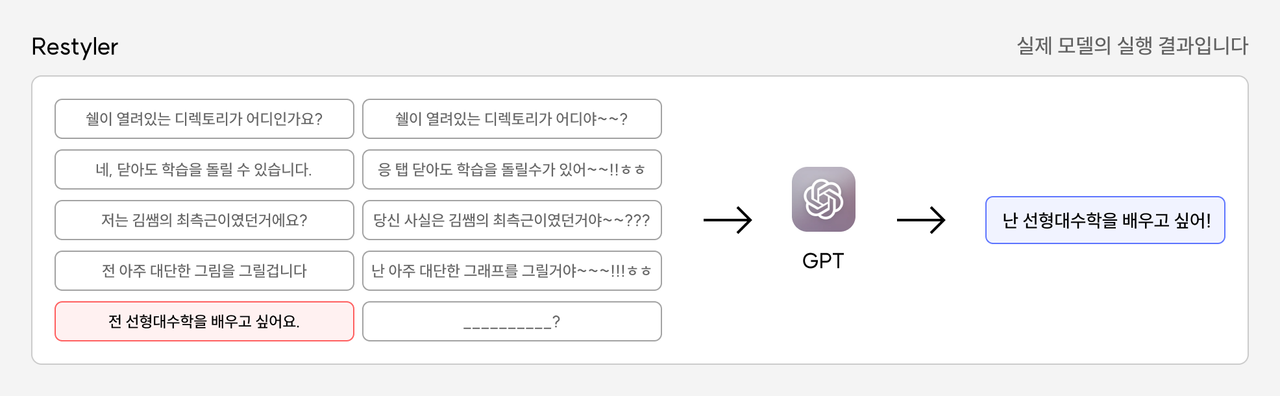 Restyler
실제 모델의 실행 결과입니다
쉘이 열려있는 디렉토리가 어디인가요?
쉘이 열려있는 디렉토리가 어디야~~?
네, 닫아도 학습을 돌릴 수 있습니다.
응 탭 닫아도 학습을 돌릴수가 있어~~!!ㅎㅎ
저는 김쌤의 최측근이였던거에요?
당신 사실은 김쌤의 최측근이였던거야~~???
전 아주 대단한 그림을 그릴겁니다
난 아주 대단한 그래프를 그릴거야~~~!!!ㅎㅎ
전 선형대수학을 배우고 싶어요.
__________?
GPT
난 선형대수학을 배우고 싶어!